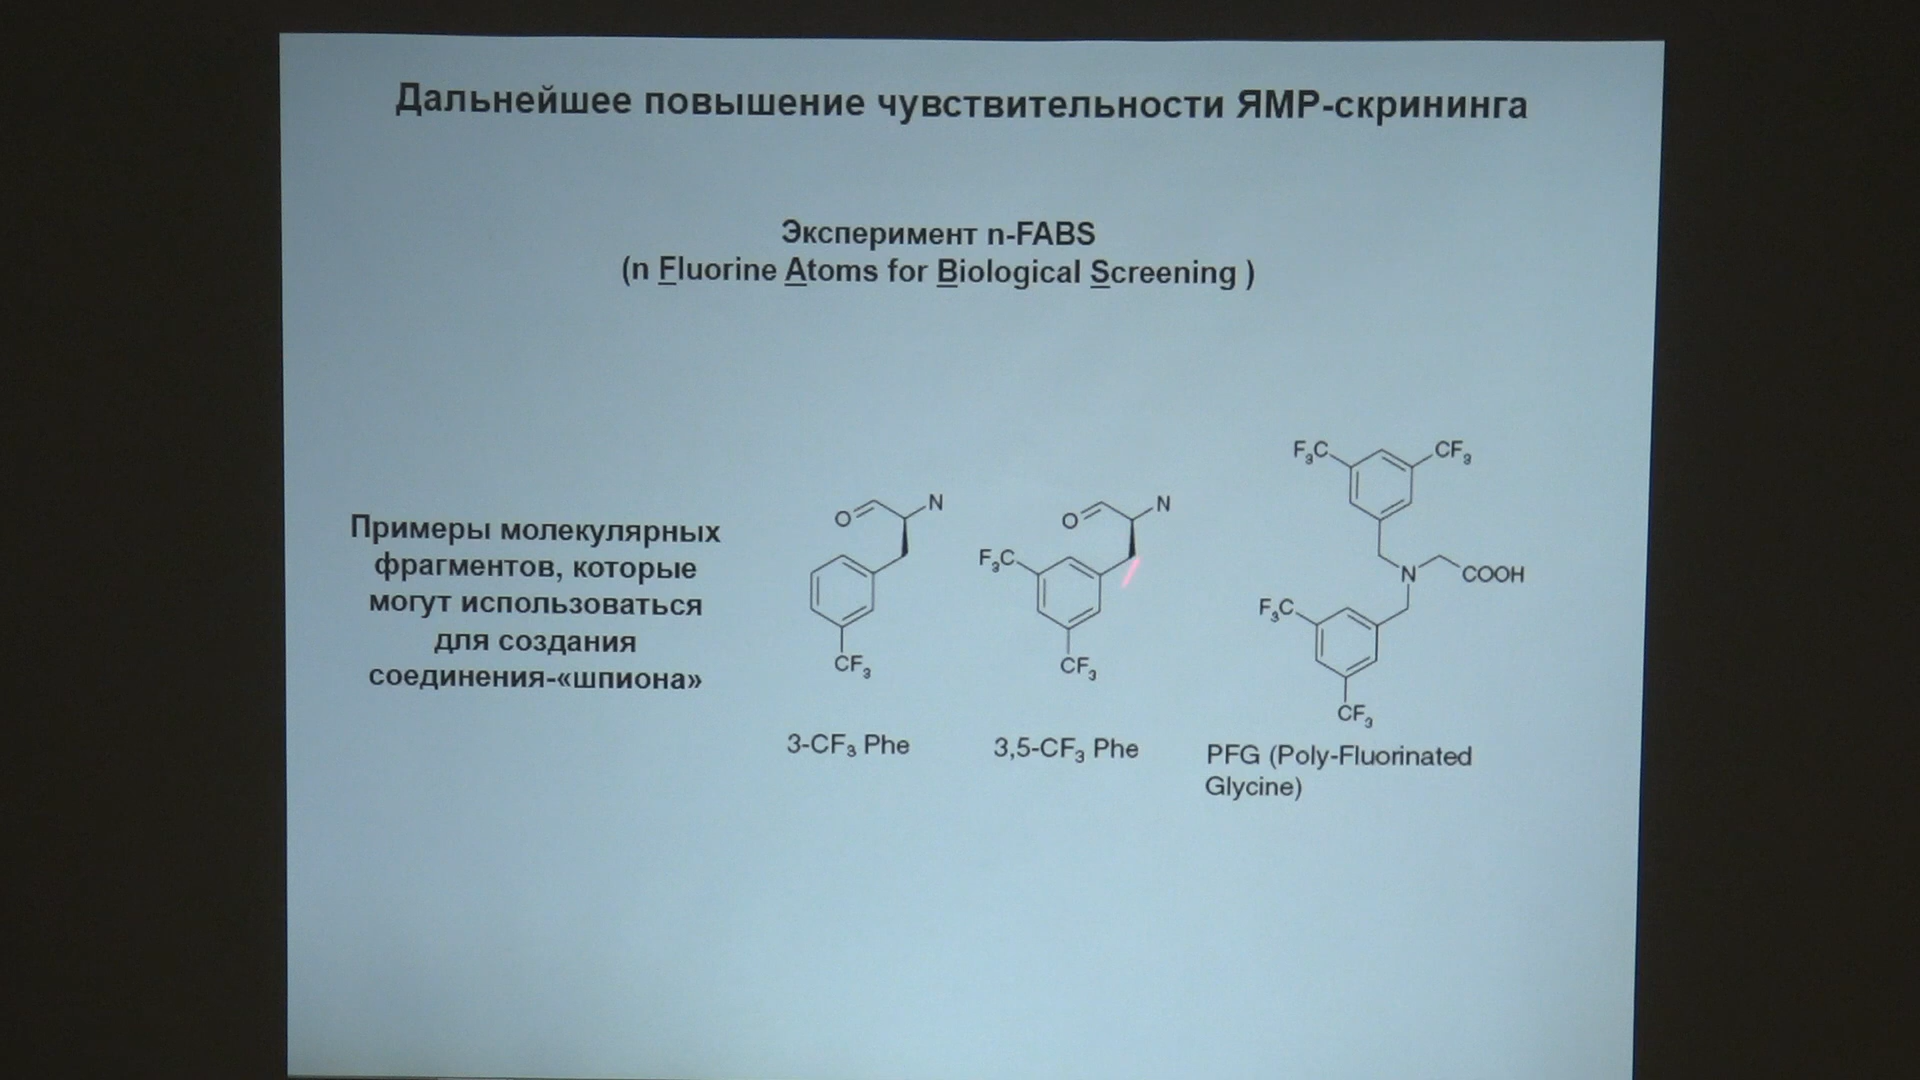 Дальнейшее повышение чувствительности ЯМР-скрининга
Эксперимент n-FABS
(n Fluorine Atoms for Biological Screening )
Примеры молекулярных
фрагментов, которые
могут использоваться
для создания
соединения-«шпиона»
O N
CF₃
3-CF₃ Phe
O N
F₃C
CF₃
3,5-CF₃ Phe
F₃C CF₃
N COOH
F₃C
CF₃
PFG (Poly-Fluorinated
Glycine)